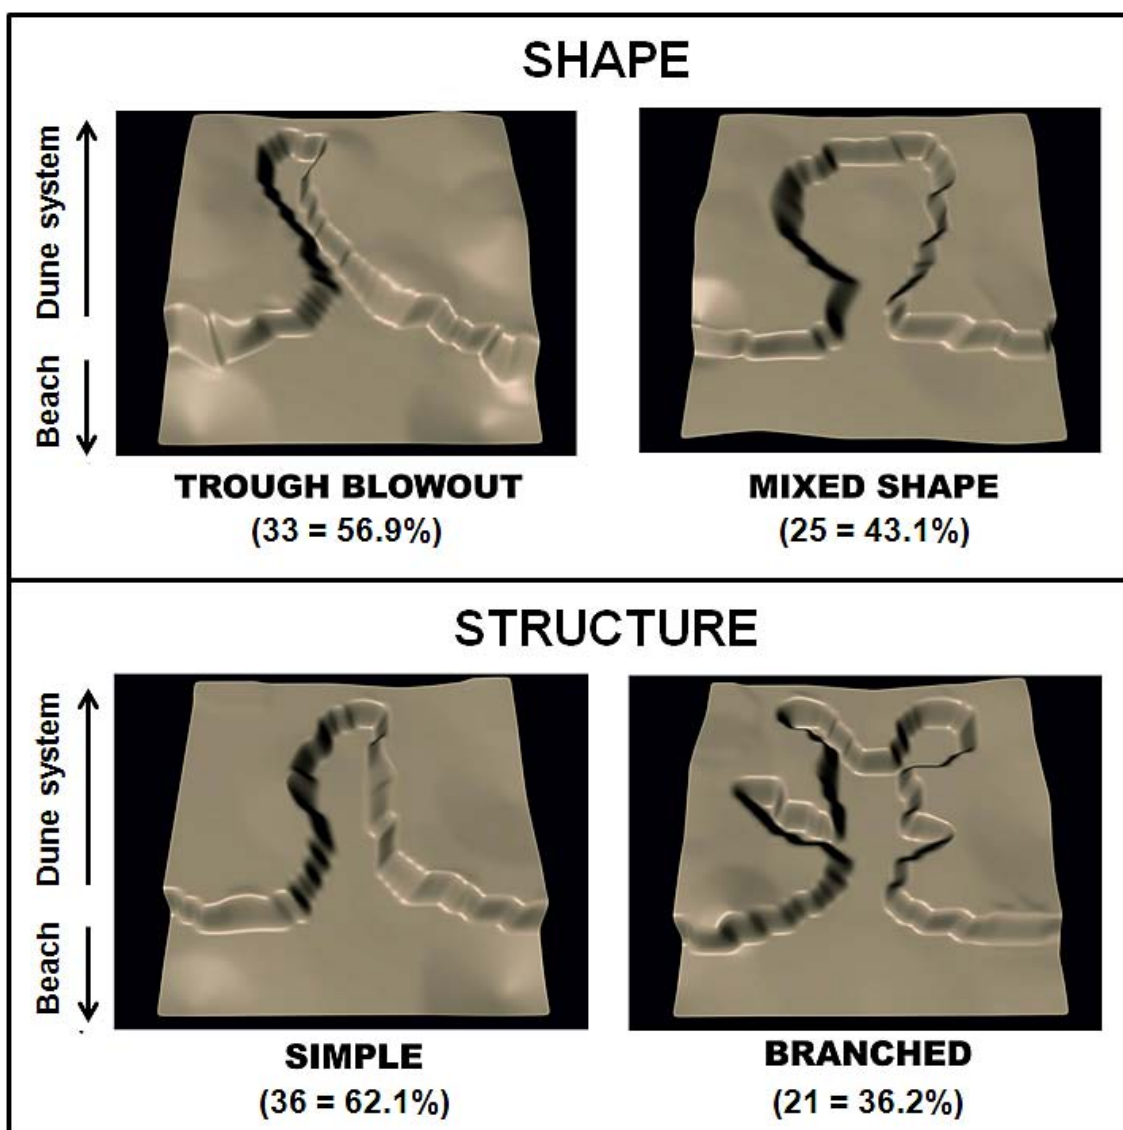 SHAPE
Dune system
Beach
TROUGH BLOWOUT
(33 = 56.9%)
MIXED SHAPE
(25 = 43.1%)
STRUCTURE
Dune system
Beach
SIMPLE
(36 = 62.1%)
BRANCHED
(21 = 36.2%)